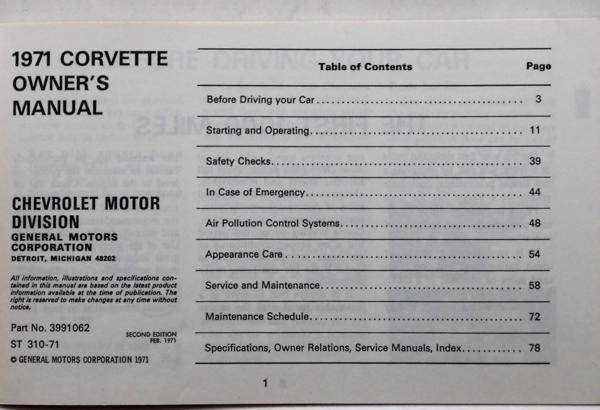 1971 CORVETTE
OWNER'S
MANUAL
CHEVROLET MOTOR
DIVISION
GENERAL MOTORS
CORPORATION
DETROIT, MICHIGAN 48202
All information, illustrations and specifications con-
tained in this manual are based on the latest product
information available at the time of publication. The
right is reserved to make changes at any time without
notice.
Part No. 3991062
SECOND EDITION
FEB. 1971
ST 310-71
© GENERAL MOTORS CORPORATION 1971
Table of Contents Page
Before Driving your Car 3
Starting and Operating 11
Safety Checks 39
In Case of Emergency 44
Air Pollution Control Systems 48
Appearance Care 54
Service and Maintenance 58
Maintenance Schedule 72
Specifications, Owner Relations, Service Manuals, Index 78
1